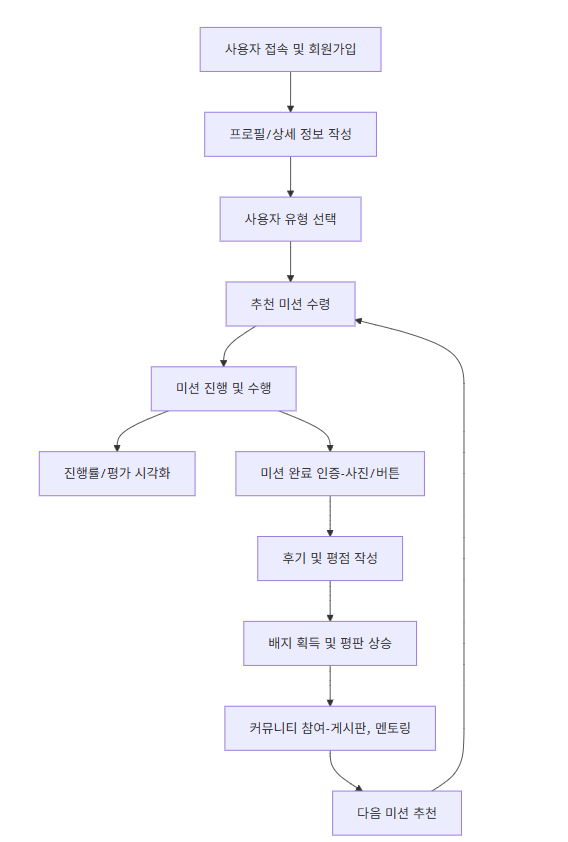 사용자 접속 및 회원가입
프로필/상세 정보 작성
사용자 유형 선택
추천 미션 수령
미션 진행 및 수행
진행률/평가 시각화
미션 완료 인증-사진/버튼
후기 및 평점 작성
배지 획득 및 평판 상승
커뮤니티 참여-게시판, 멘토링
다음 미션 추천